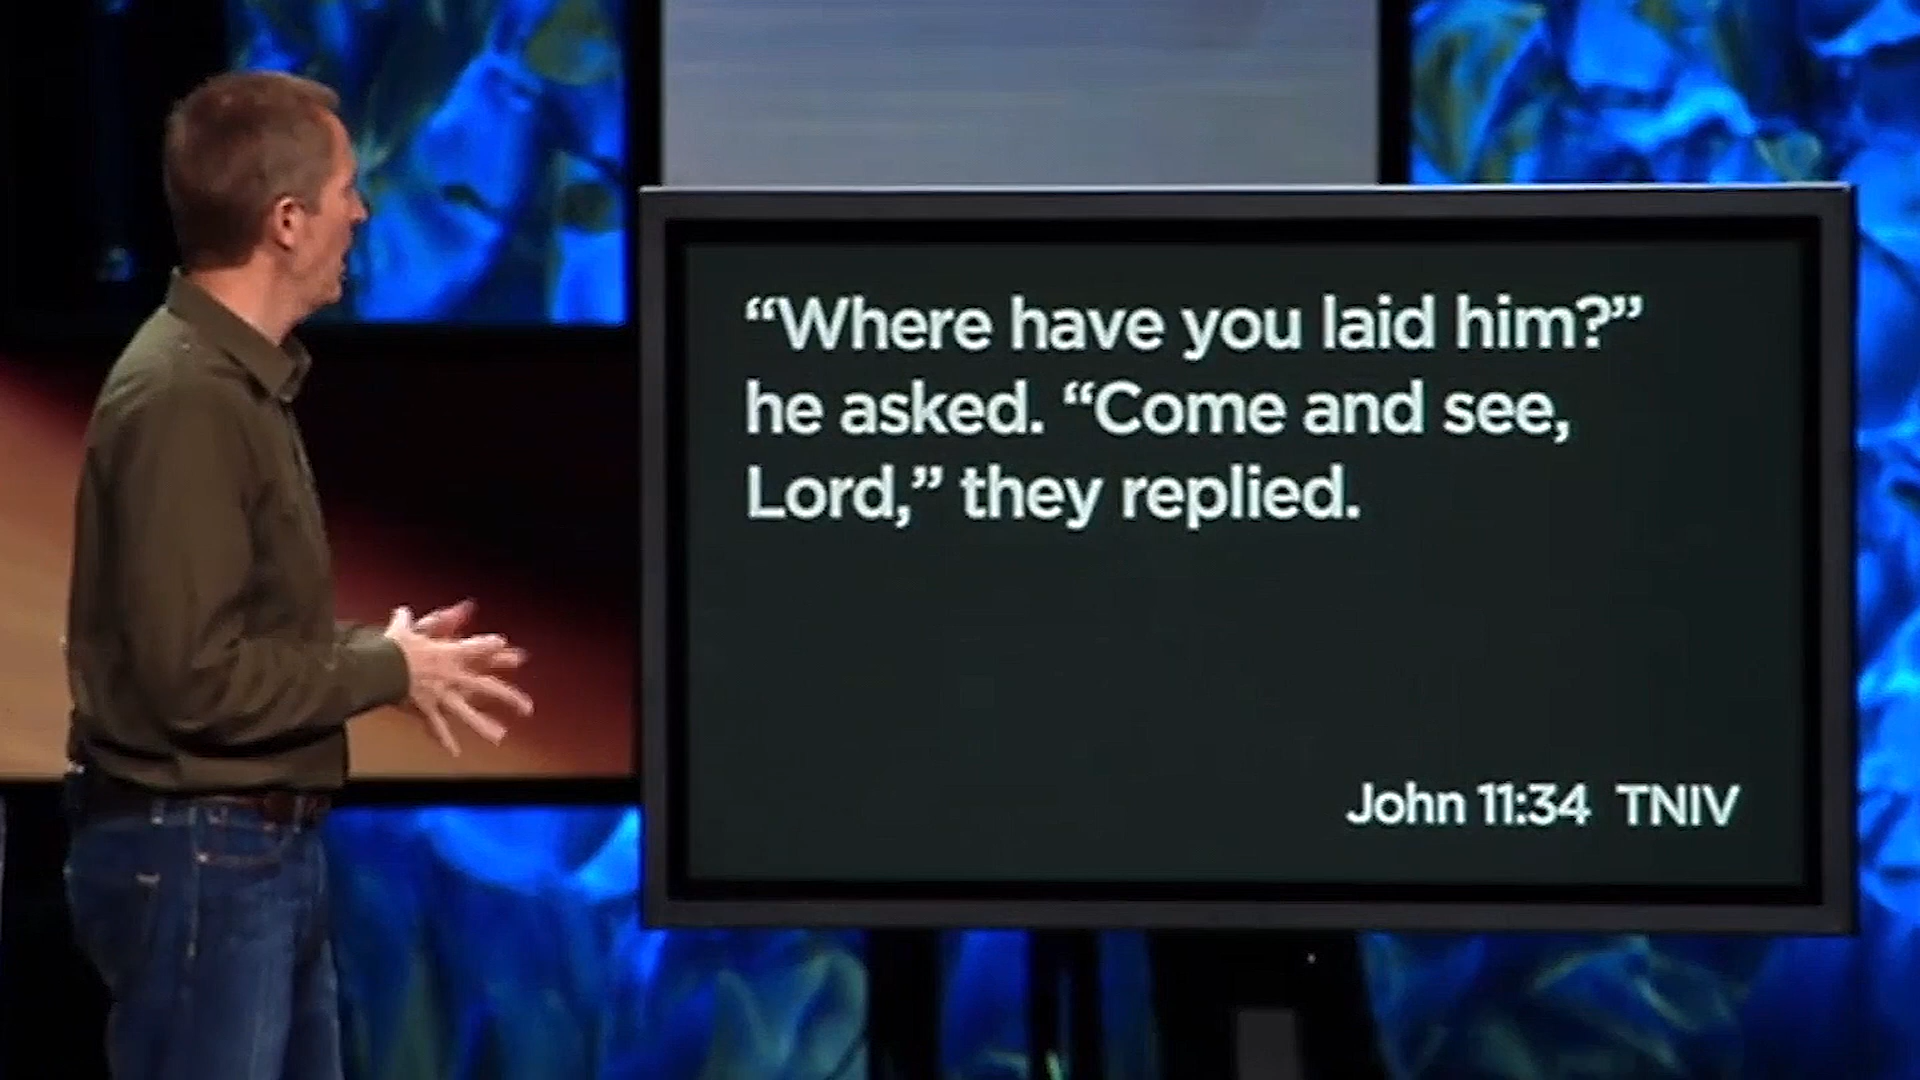 “Where have you laid him?”
he asked. “Come and see,
Lord,” they replied.
John 11:34 TNIV